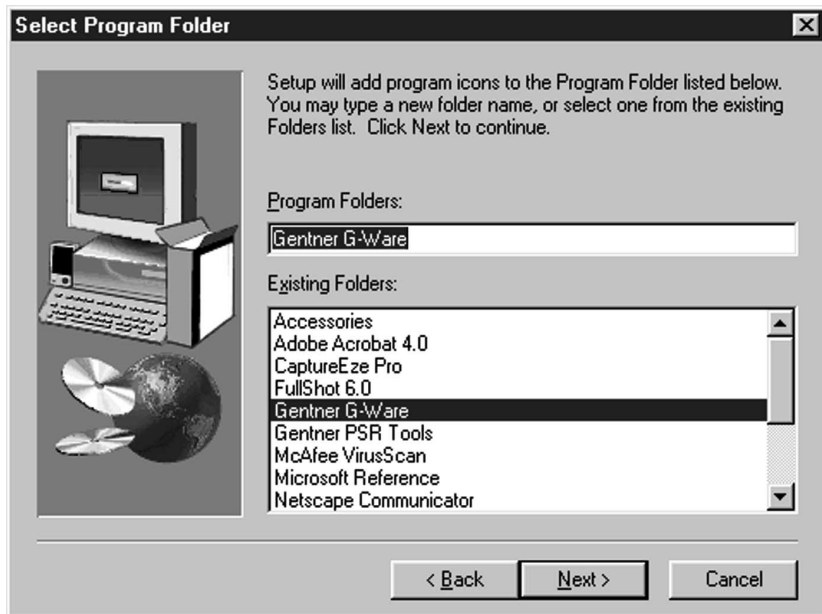 Select Program Folder
Setup will add program icons to the Program Folder listed below.
You may type a new folder name, or select one from the existing
Folders list.  Click Next to continue.
Program Folders:
Gentner G-Ware
Existing Folders:
Accessories
Adobe Acrobat 4.0
CaptureEze Pro
FullShot 6.0
Gentner G-Ware
Gentner PSR Tools
McAfee VirusScan
Microsoft Reference
Netscape Communicator
< Back
Next >
Cancel